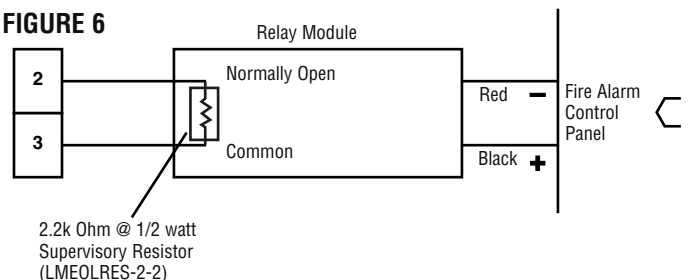 FIGURE 6
Relay Module
2
Normally Open
Red −
Fire Alarm
Control
Panel
3
Common
Black +
2.2k Ohm @ 1/2 watt
Supervisory Resistor
(LMEOLRES-2-2)